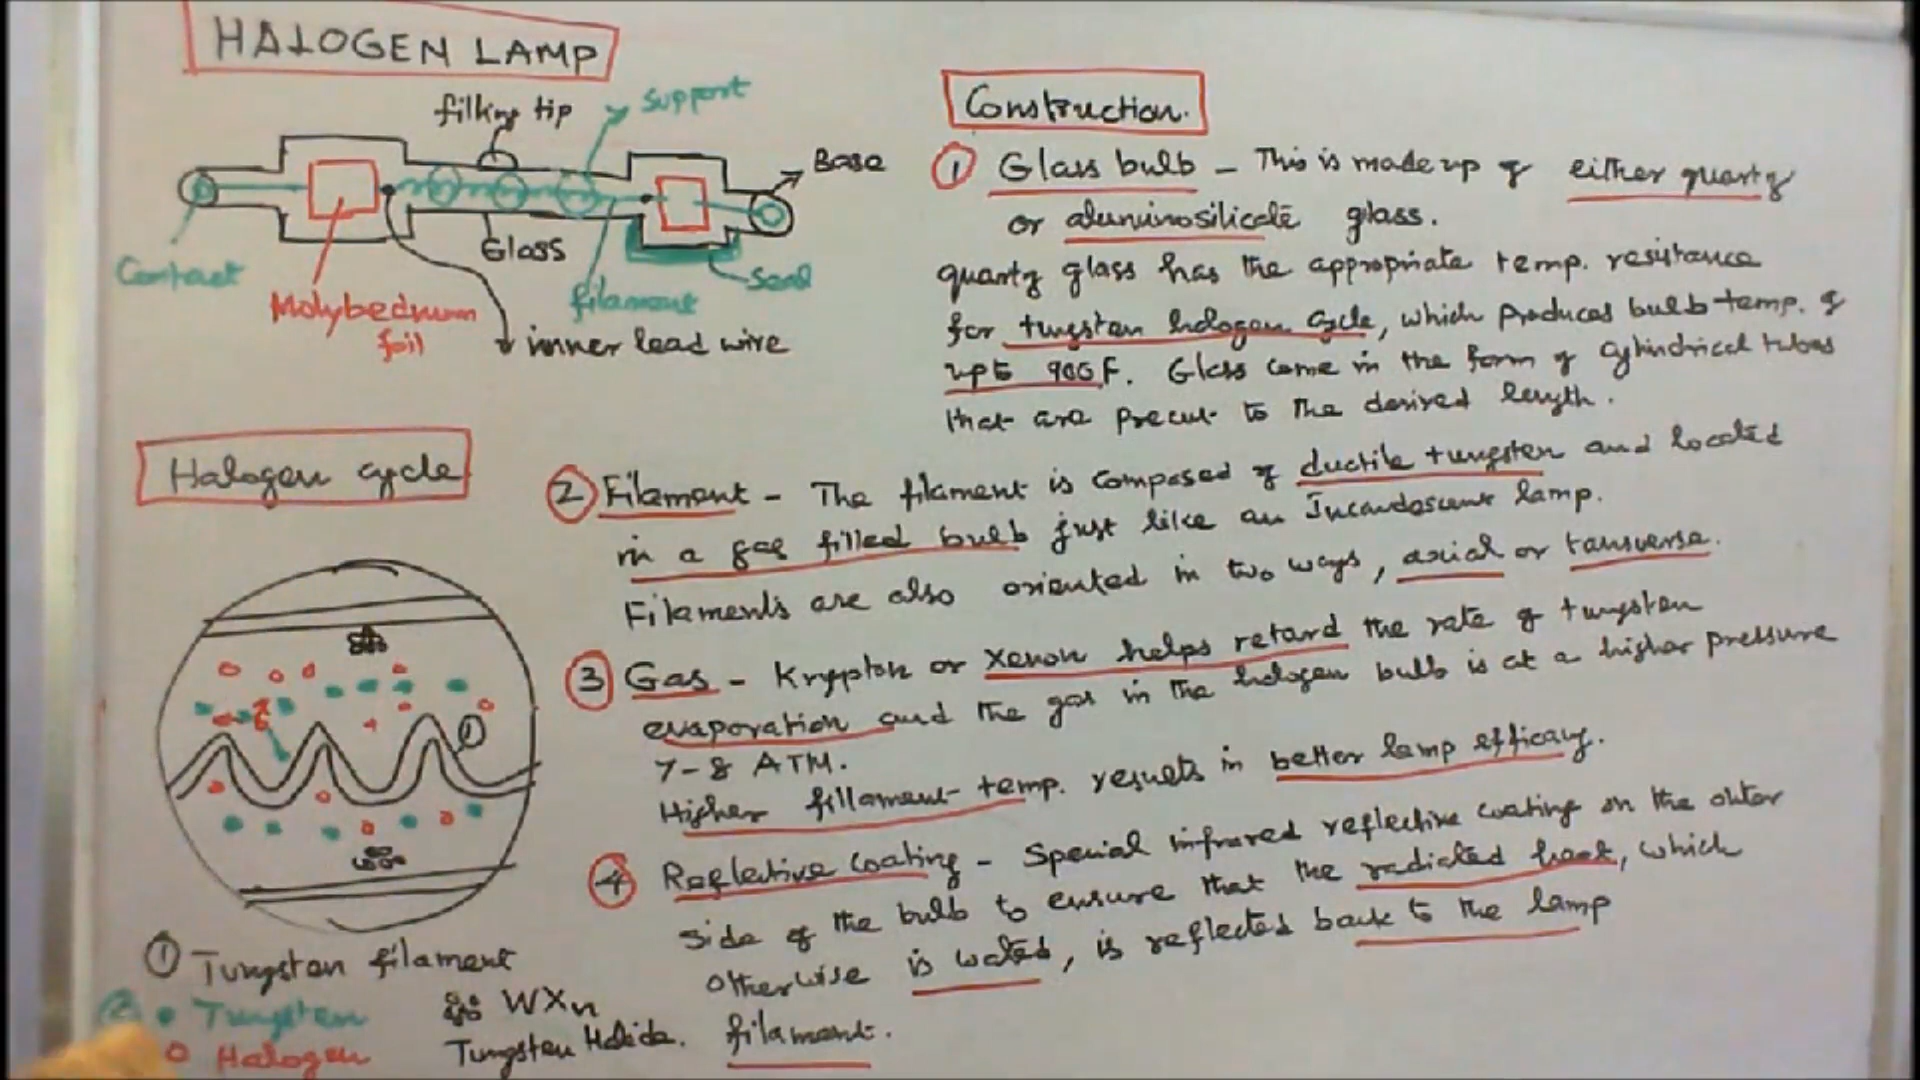 HALOGEN LAMP
filling tip
support
Base
Contact
Molybednum
foil
Glass
filament
Seal
inner lead wire
Construction.
① Glass bulb - This is made up of either quartz
or aluminosilicate glass.
quartz glass has the appropriate temp. resistance
for tungsten halogen cycle, which produces bulb temp. of
upto 900F. Glass come in the form of cylindrical tubes
that are precut to the desired length.
Halogen cycle
② Filament - The filament is composed of ductile tungsten and located
in a gas filled bulb just like an Incandescent lamp.
Filaments are also oriented in two ways, axial or tansverse.
③ Gas - Krypton or xenon helps retard the rate of tungsten
evaporation and the gas in the halogen bulb is at a higher pressure
7-8 ATM.
Higher fillament temp. results in better lamp efficacy.
④ Reflective coating - Special infrared reflective coating on the outer
side of the bulb to ensure that the radiated heat, which
otherwise is wated, is reflected back to the lamp
filament.
①
① Tungsten filament
② Tungsten
Halogen
WXn
Tungsten Halide.